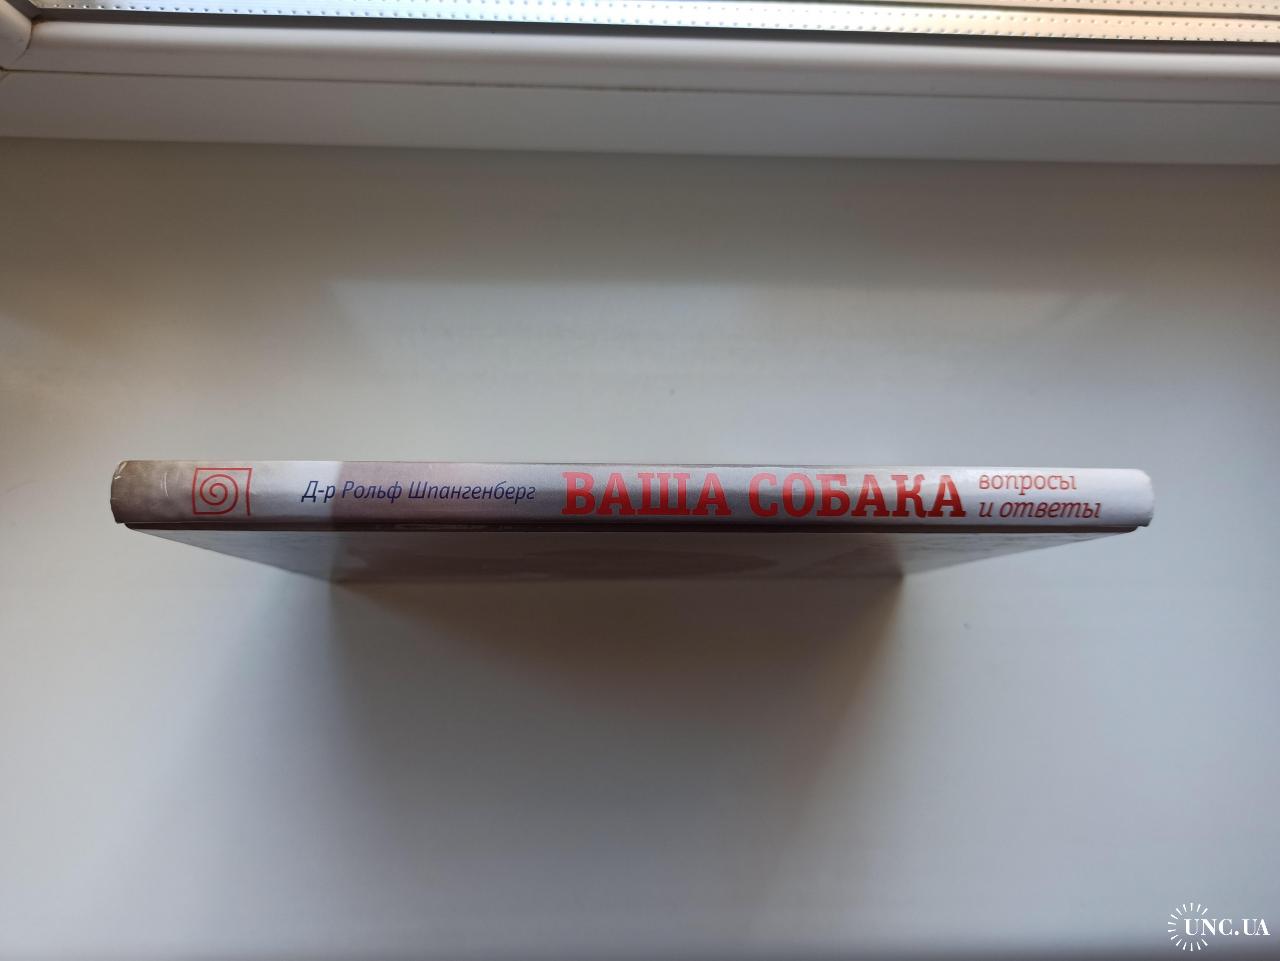 Д-р Рольф Шпангенберг
ВАША СОБАКА
вопросы
и ответы
UNC.UA